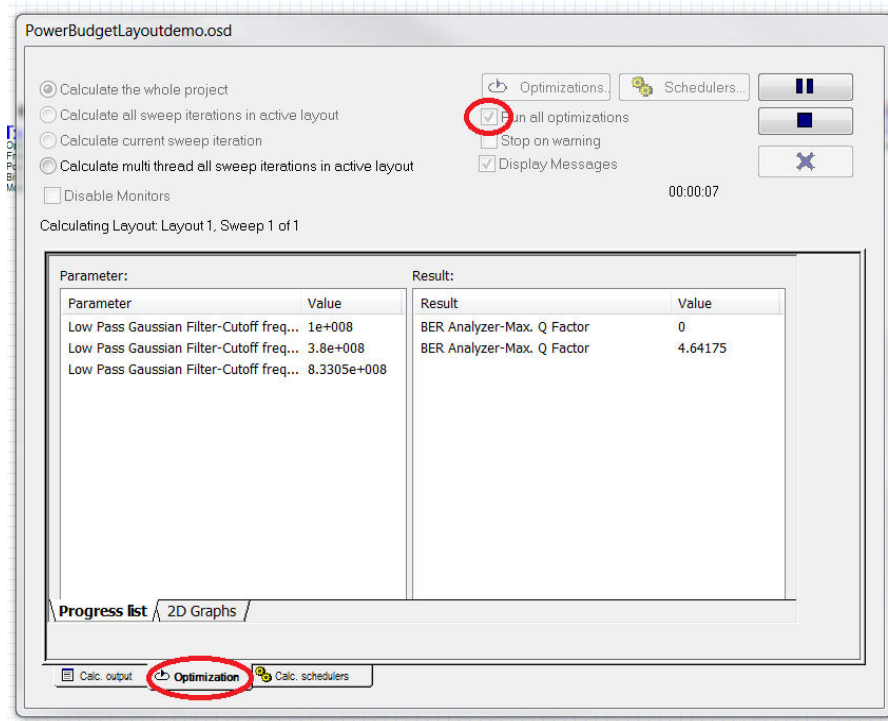 PowerBudgetLayoutdemo.osd
Calculate the whole project
Calculate all sweep iterations in active layout
Calculate current sweep iteration
Calculate multi thread all sweep iterations in active layout
Disable Monitors
Optimizations.. Schedulers...
Run all optimizations
Stop on warning
Display Messages
00:00:07
Calculating Layout: Layout 1, Sweep 1 of 1
Parameter: Result:
Parameter Value Result Value
Low Pass Gaussian Filter-Cutoff freq... 1e+008 BER Analyzer-Max. Q Factor 0
Low Pass Gaussian Filter-Cutoff freq... 3.8e+008 BER Analyzer-Max. Q Factor 4.64175
Low Pass Gaussian Filter-Cutoff freq... 8.3305e+008
Progress list 2D Graphs
Calc. output Optimization Calc. schedulers